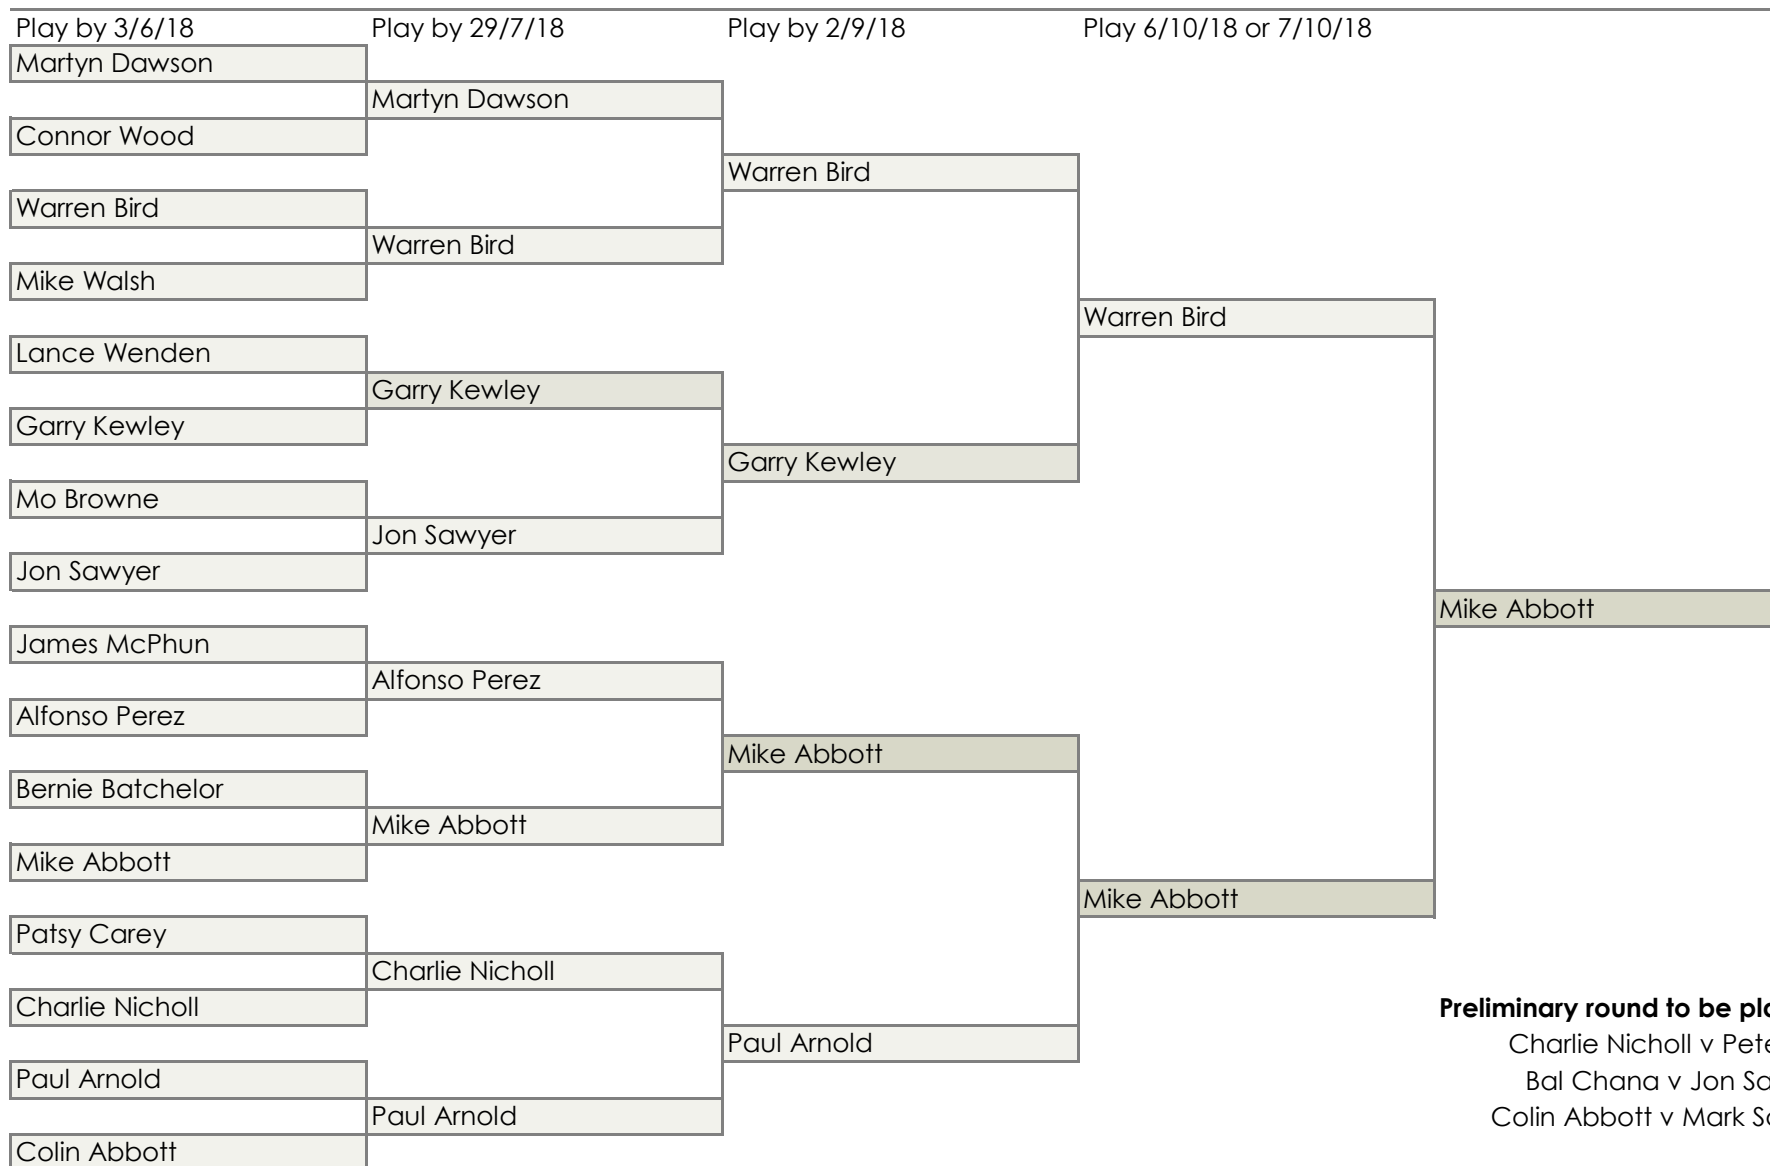 Play by 3/6/18 Play by 29/7/18 Play by 2/9/18 Play 6/10/18 or 7/10/18
Martyn Dawson
Martyn Dawson
Connor Wood
Warren Bird
Warren Bird
Warren Bird
Mike Walsh
Warren Bird
Lance Wenden
Garry Kewley
Garry Kewley
Garry Kewley
Mo Browne
Jon Sawyer
Jon Sawyer
Mike Abbott
James McPhun
Alfonso Perez
Alfonso Perez
Mike Abbott
Bernie Batchelor
Mike Abbott
Mike Abbott
Mike Abbott
Patsy Carey
Charlie Nicholl
Charlie Nicholl Preliminary round to be
Paul Arnold Charlie Nicholl v
Paul Arnold Bal Chana v Jon
Paul Arnold Colin Abbott v Mark
Colin Abbott